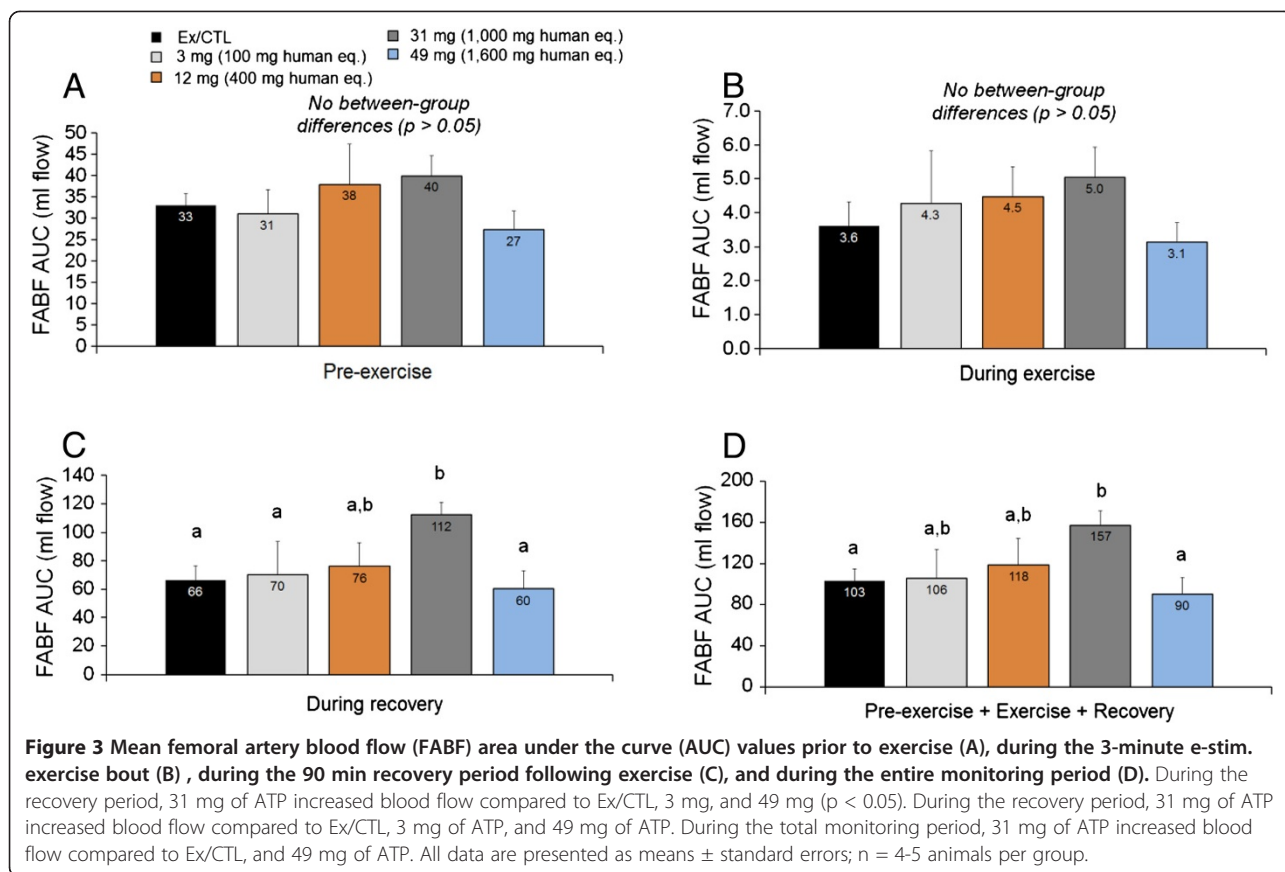 Ex/CTL
3 mg (100 mg human eq.)
12 mg (400 mg human eq.)
31 mg (1,000 mg human eq.)
49 mg (1,600 mg human eq.)
A
No between-group
differences (p > 0.05)
FABF AUC (ml flow)
50
45
40
35
30
25
20
15
10
5
0
33
31
38
40
27
Pre-exercise
B
No between-group
differences (p > 0.05)
FABF AUC (ml flow)
7.0
6.0
5.0
4.0
3.0
2.0
1.0
0.0
3.6
4.3
4.5
5.0
3.1
During exercise
C
FABF AUC (ml flow)
140
120
100
80
60
40
20
0
a
a
a,b
b
a
66
70
76
112
60
During recovery
D
FABF AUC (ml flow)
200
160
120
80
40
0
a
a,b
a,b
b
a
103
106
118
157
90
Pre-exercise + Exercise + Recovery
Figure 3 Mean femoral artery blood flow (FABF) area under the curve (AUC) values prior to exercise (A), during the 3-minute e-stim.
exercise bout (B) , during the 90 min recovery period following exercise (C), and during the entire monitoring period (D). During the
recovery period, 31 mg of ATP increased blood flow compared to Ex/CTL, 3 mg, and 49 mg (p < 0.05). During the recovery period, 31 mg of ATP
increased blood flow compared to Ex/CTL, 3 mg of ATP, and 49 mg of ATP. During the total monitoring period, 31 mg of ATP increased blood
flow compared to Ex/CTL, and 49 mg of ATP. All data are presented as means ± standard errors; n = 4-5 animals per group.